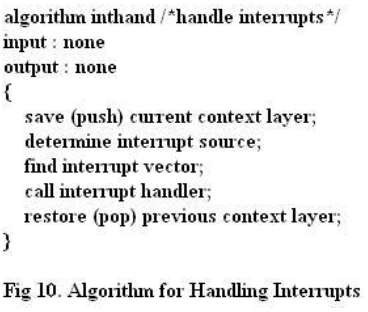 algorithm inthand /*handle interrupts*/
input : none
output : none
{
save (push) current context layer;
determine interrupt source;
find interrupt vector;
call interrupt handler;
restore (pop) previous context layer;
}
Fig 10. Algorithm for Handling Interrupts